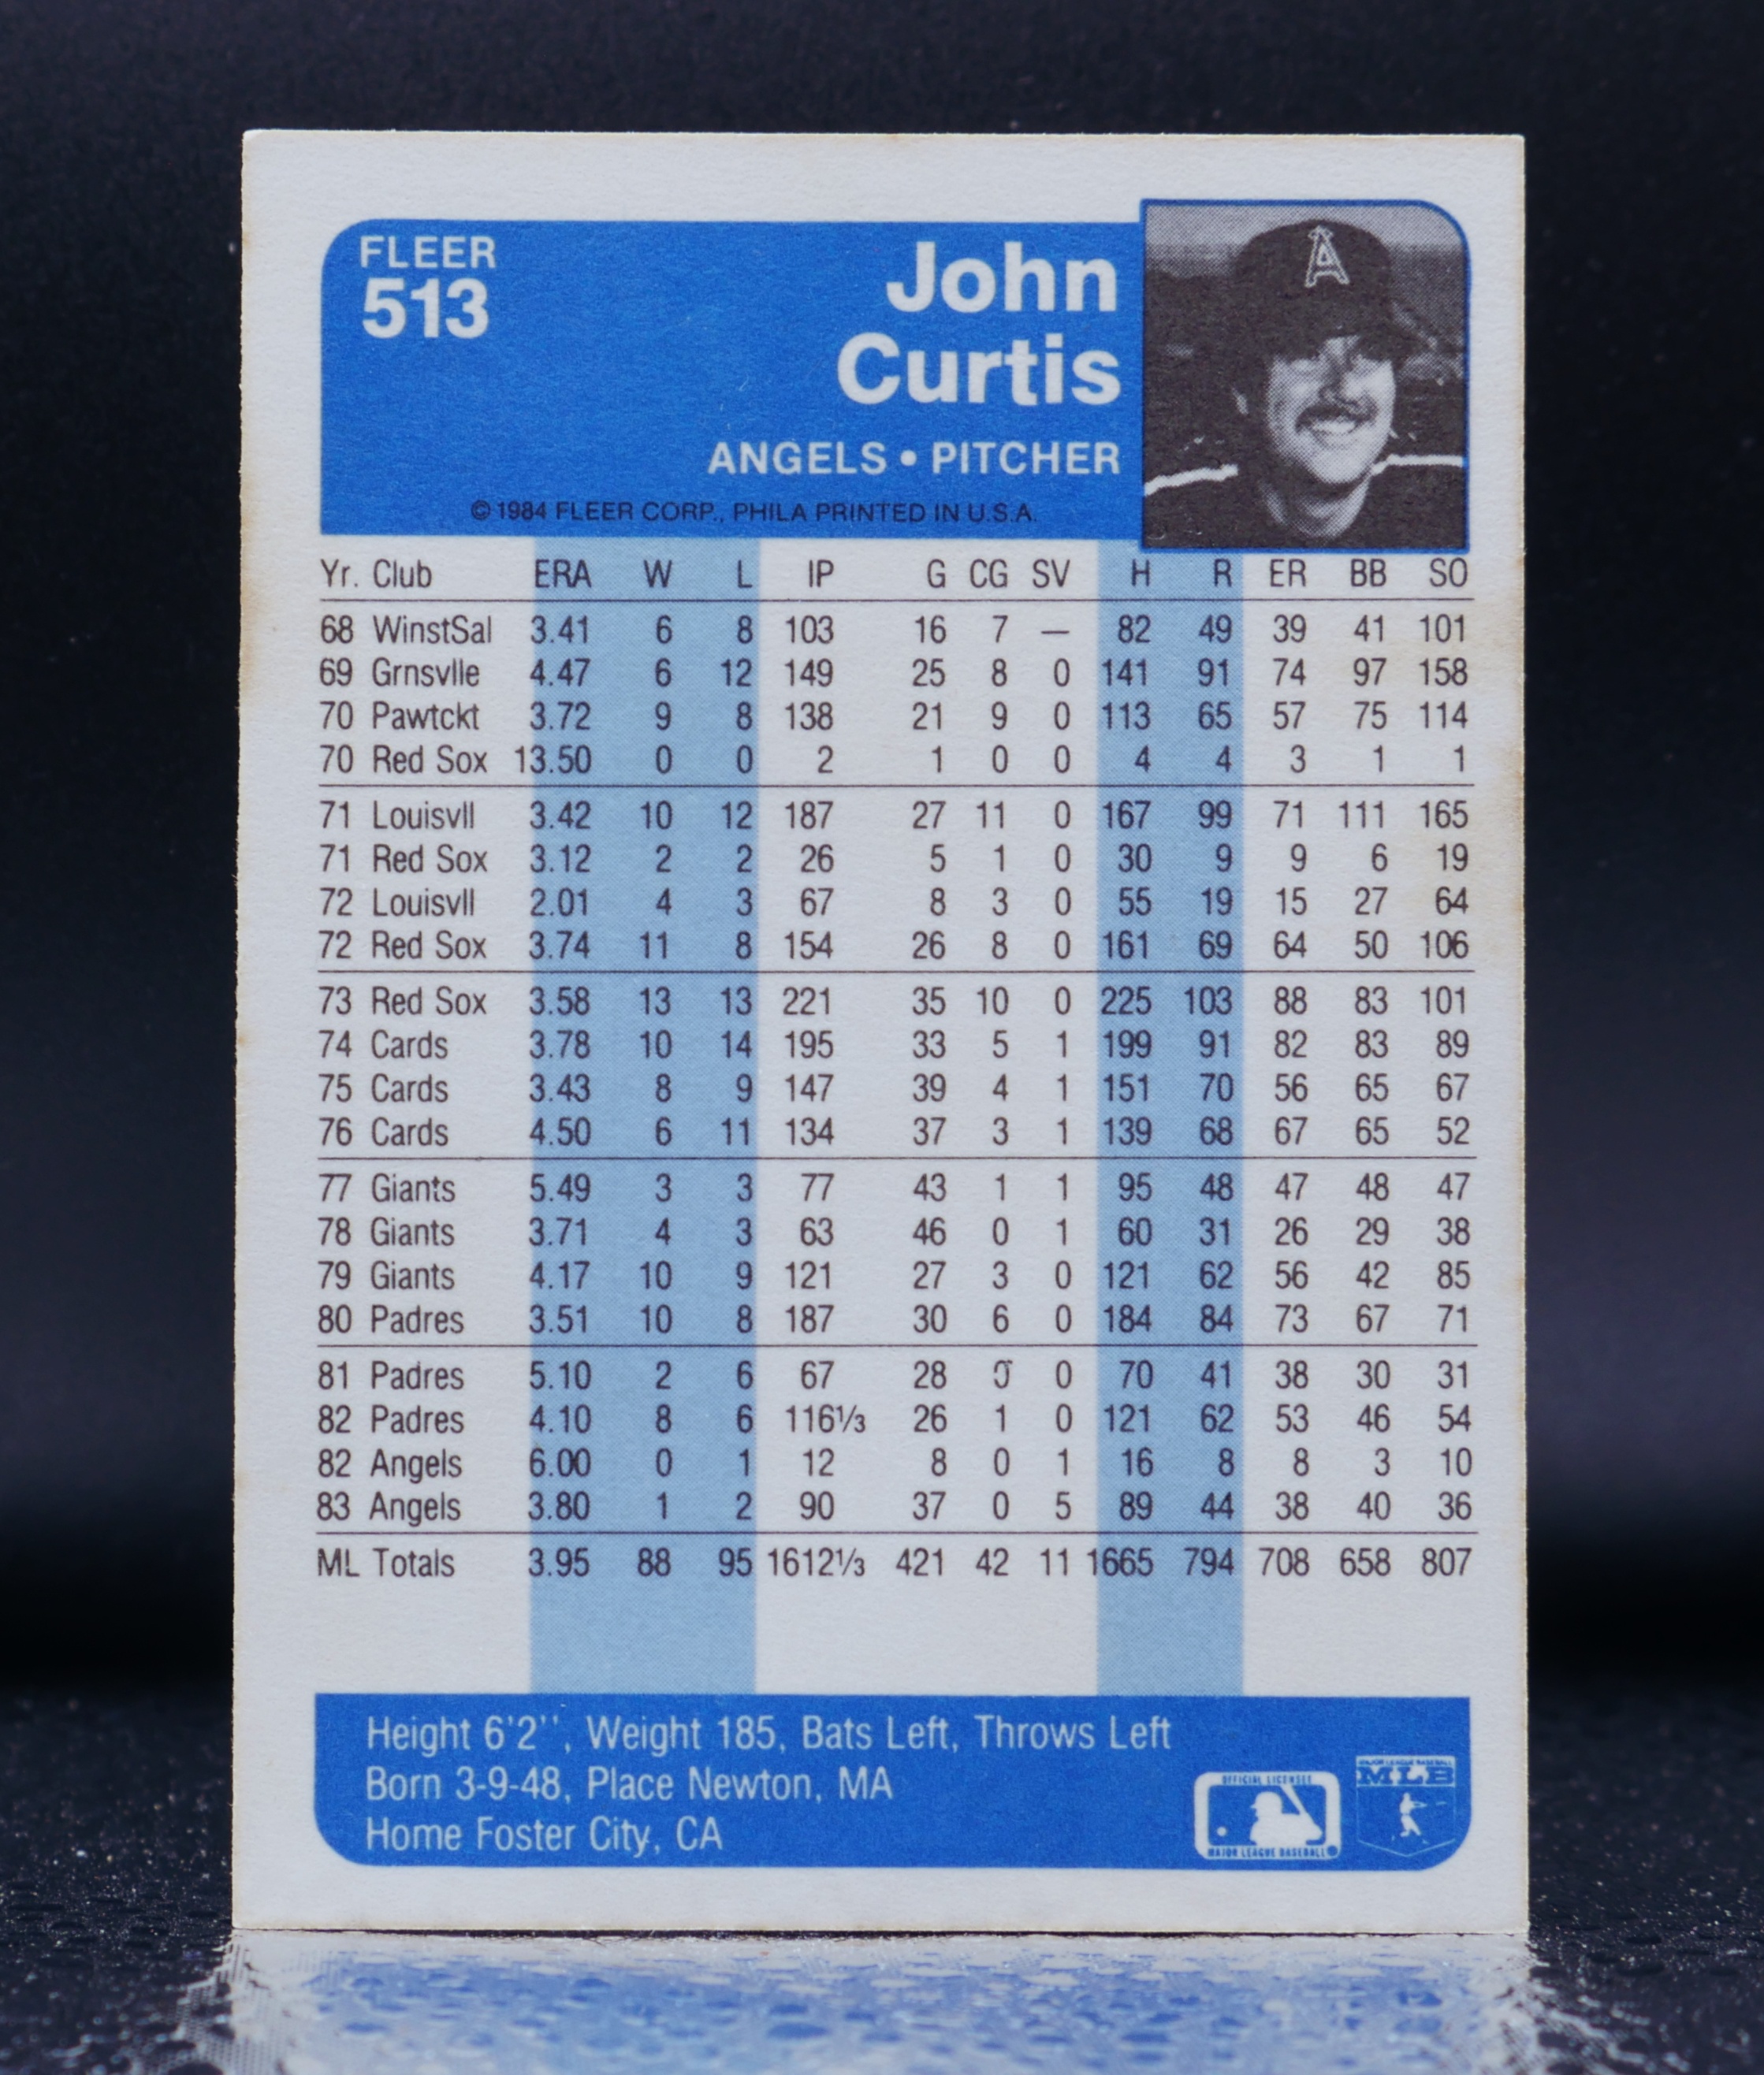 FLEER
513
John
Curtis
ANGELS • PITCHER
© 1984 FLEER CORP., PHILA PRINTED IN U.S.A.
A
Yr. Club ERA W L IP G CG SV H R ER BB SO
68 WinstSal 3.41 6 8 103 16 7 — 82 49 39 41 101
69 Grnsvlle 4.47 6 12 149 25 8 0 141 91 74 97 158
70 Pawtckt 3.72 9 8 138 21 9 0 113 65 57 75 114
70 Red Sox 13.50 0 0 2 1 0 0 4 4 3 1 1
71 Louisvll 3.42 10 12 187 27 11 0 167 99 71 111 165
71 Red Sox 3.12 2 2 26 5 1 0 30 9 9 6 19
72 Louisvll 2.01 4 3 67 8 3 0 55 19 15 27 64
72 Red Sox 3.74 11 8 154 26 8 0 161 69 64 50 106
73 Red Sox 3.58 13 13 221 35 10 0 225 103 88 83 101
74 Cards 3.78 10 14 195 33 5 1 199 91 82 83 89
75 Cards 3.43 8 9 147 39 4 1 151 70 56 65 67
76 Cards 4.50 6 11 134 37 3 1 139 68 67 65 52
77 Giants 5.49 3 3 77 43 1 1 95 48 47 48 47
78 Giants 3.71 4 3 63 46 0 1 60 31 26 29 38
79 Giants 4.17 10 9 121 27 3 0 121 62 56 42 85
80 Padres 3.51 10 8 187 30 6 0 184 84 73 67 71
81 Padres 5.10 2 6 67 28 0 0 70 41 38 30 31
82 Padres 4.10 8 6 116⅓ 26 1 0 121 62 53 46 54
82 Angels 6.00 0 1 12 8 0 1 16 8 8 3 10
83 Angels 3.80 1 2 90 37 0 5 89 44 38 40 36
ML Totals 3.95 88 95 1612⅓ 421 42 11 1665 794 708 658 807
Height 6'2'', Weight 185, Bats Left, Throws Left
Born 3-9-48, Place Newton, MA
Home Foster City, CA
OFFICIAL LICENSEE
MAJOR LEAGUE BASEBALL
MAJOR LEAGUE BASEBALL
MLB